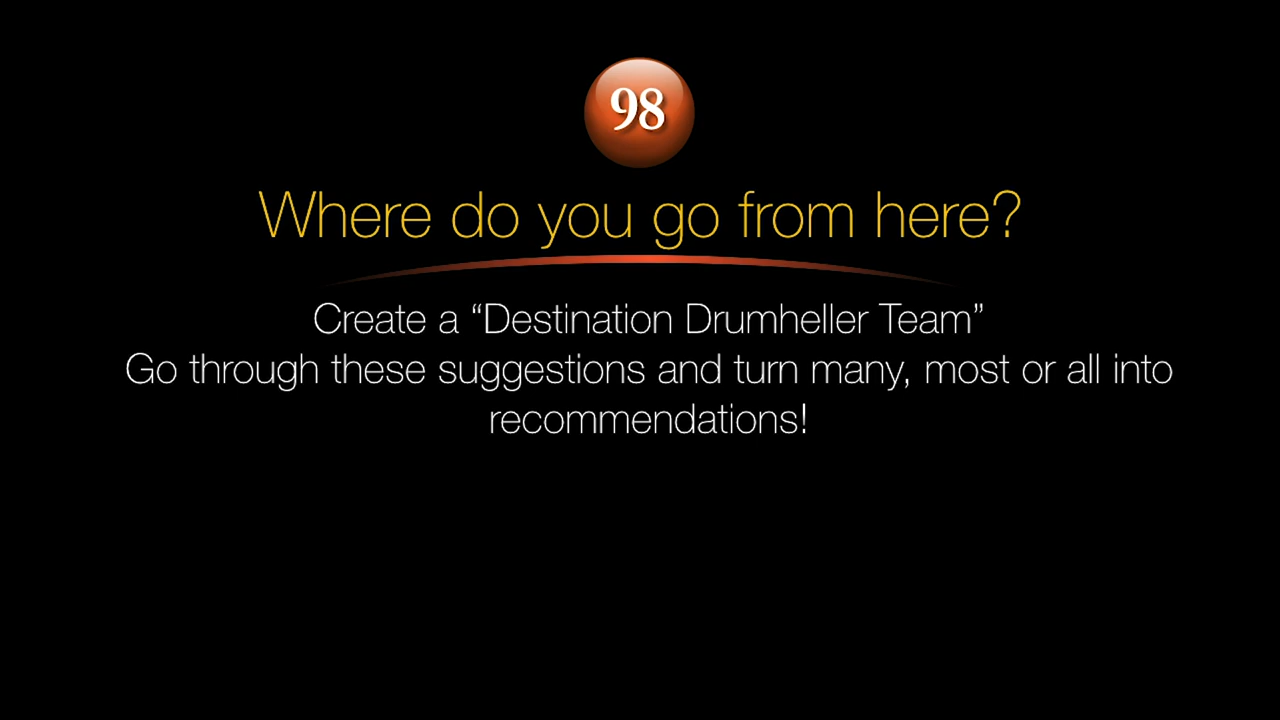 98
Where do you go from here?
Create a “Destination Drumheller Team”
Go through these suggestions and turn many, most or all into
recommendations!